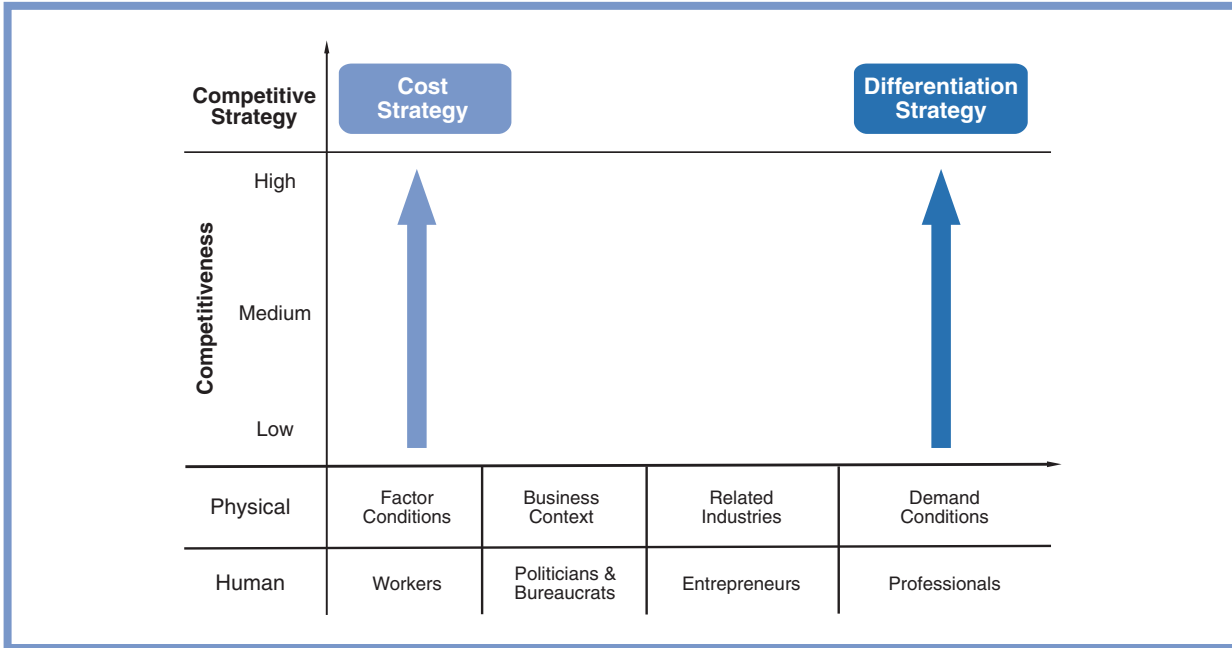 Competitive
Strategy
Cost
Strategy
Differentiation
Strategy
Competitiveness
High
Medium
Low
Physical
Factor
Conditions
Business
Context
Related
Industries
Demand
Conditions
Human
Workers
Politicians &
Bureaucrats
Entrepreneurs
Professionals